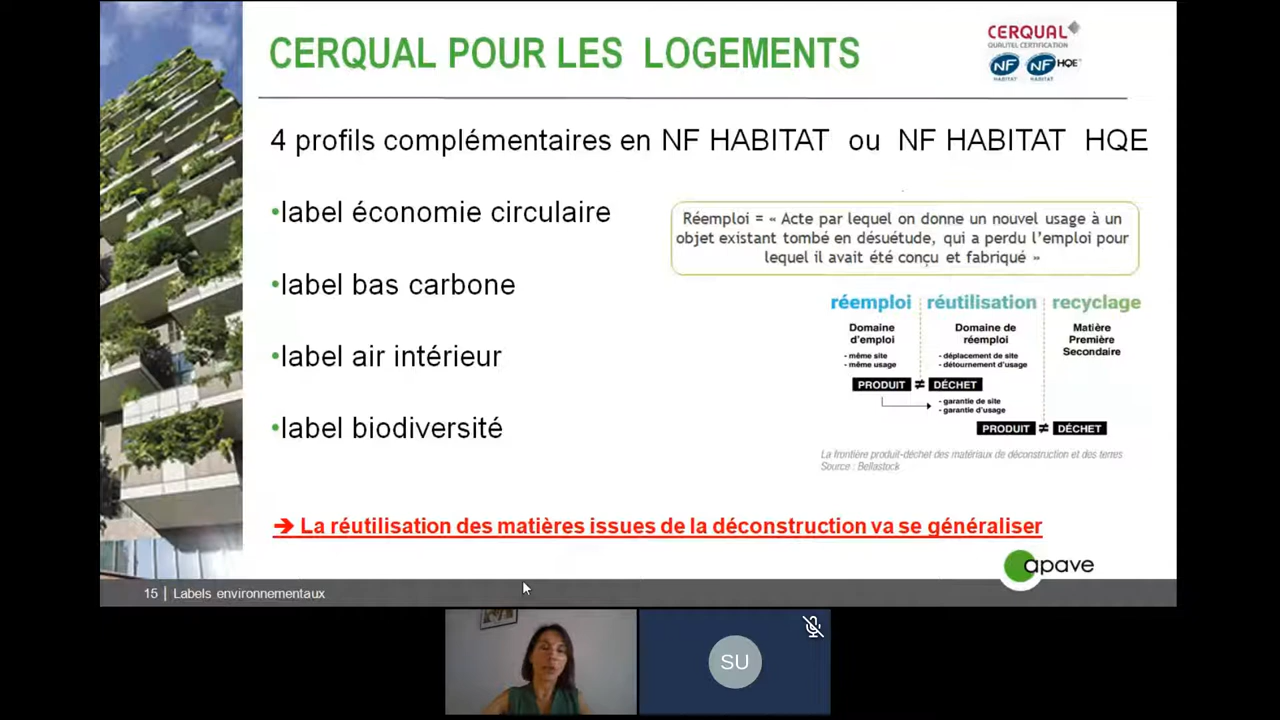 CERQUAL POUR LES LOGEMENTS
CERQUAL
QUALITEL CERTIFICATION
NF NF HQE
HABITAT HABITAT
4 profils complémentaires en NF HABITAT ou NF HABITAT HQE
•label économie circulaire
•label bas carbone
•label air intérieur
•label biodiversité
Réemploi = « Acte par lequel on donne un nouvel usage à un
objet existant tombé en désuétude, qui a perdu l'emploi pour
lequel il avait été conçu et fabriqué »
réemploi réutilisation recyclage
Domaine d'emploi
- même site
- même usage
Domaine de réemploi
- déplacement de site
- détournement d'usage
Matière
Première
Secondaire
PRODUIT ≠ DÉCHET
- garantie de site
- garantie d'usage
PRODUIT ≠ DÉCHET
La frontière produit-déchet des matériaux de déconstruction et des terres
Source : Bellastock
➔ La réutilisation des matières issues de la déconstruction va se généraliser
apave
15 | Labels environnementaux
SU